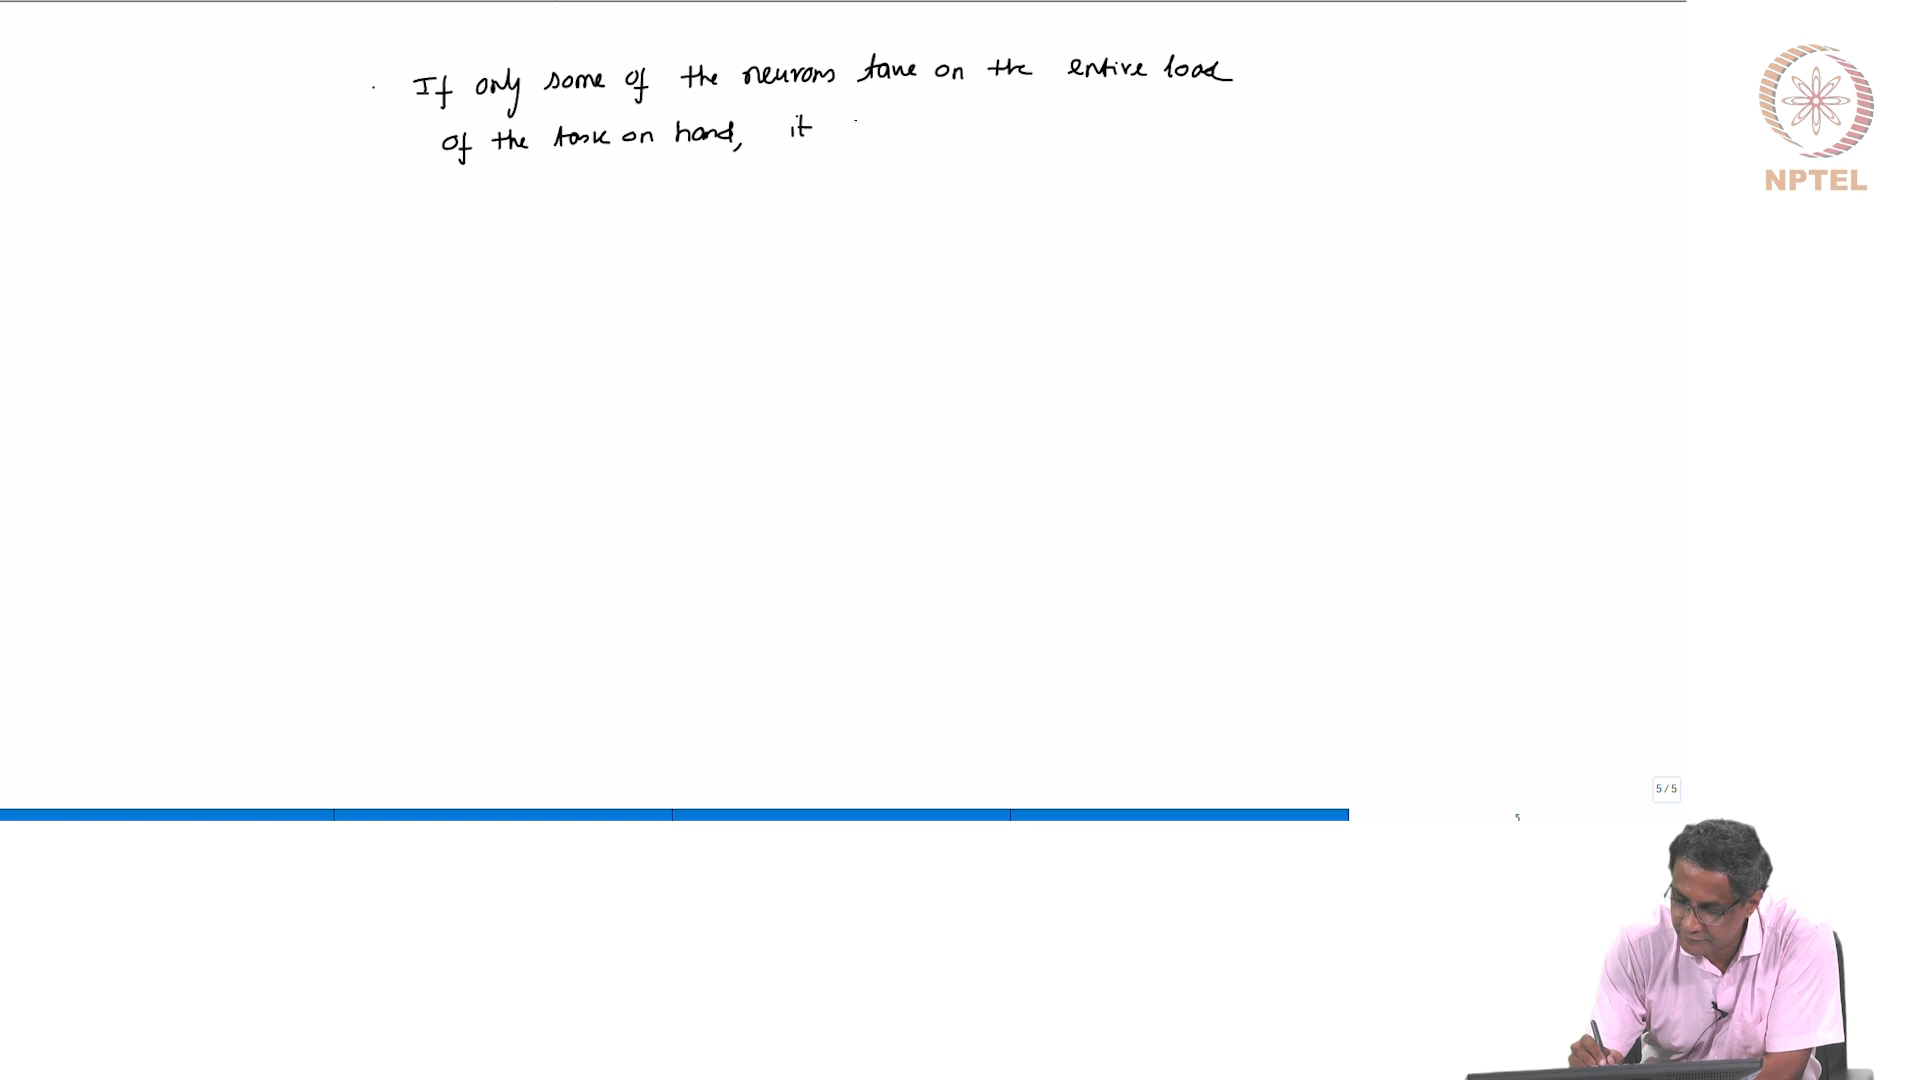 If only some of the neurons take on the entire load
of the task on hand, it
NPTEL
5 / 5
5